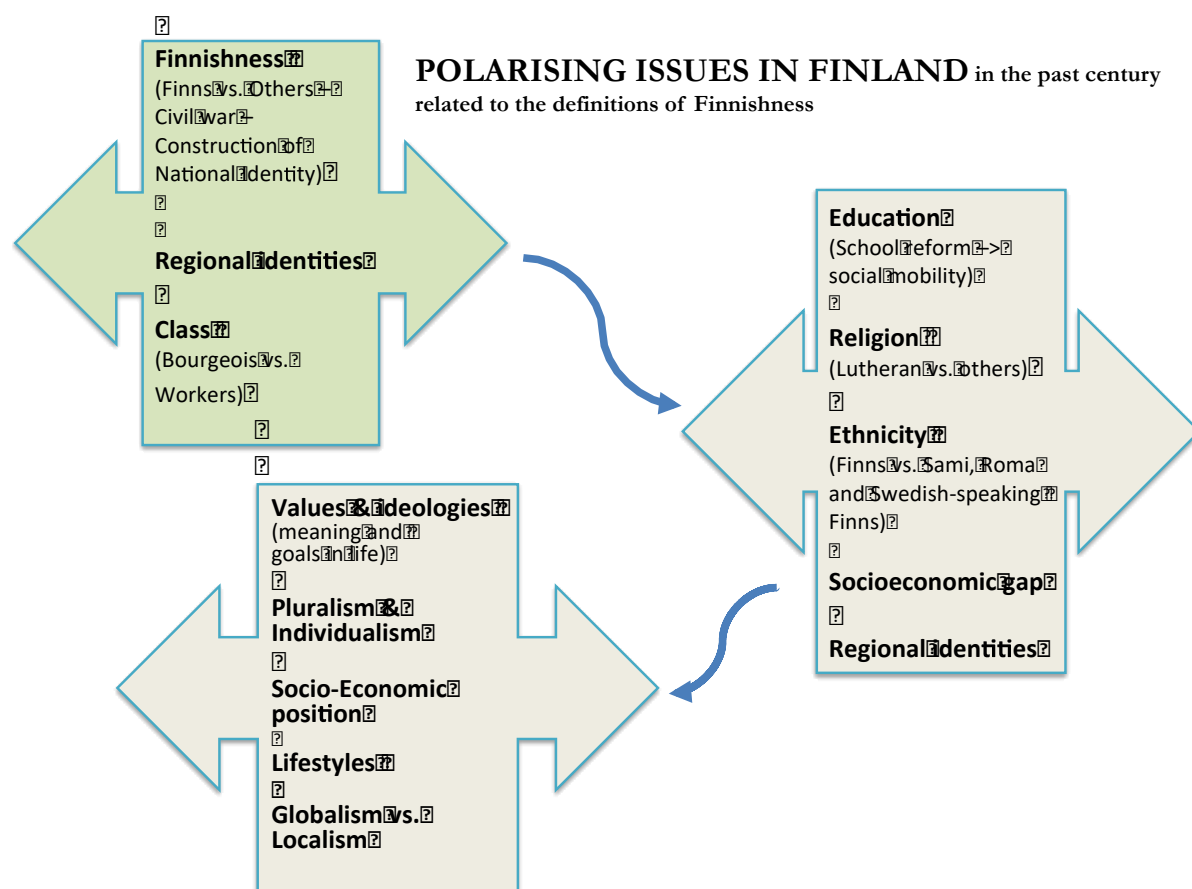 POLARISING ISSUES IN FINLAND in the past century
related to the definitions of Finnishness
Finnishness
(Finns vs. Others –
Civil war –
Construction of
National Identity)
Regional identities
Class
(Bourgeois vs.
Workers)
Education
(School reform –>
social mobility)
Religion
(Lutheran vs. others)
Ethnicity
(Finns vs. Sami, Roma
and Swedish-speaking
Finns)
Socioeconomic gap
Regional identities
Values & ideologies
(meaning and
goals in life)
Pluralism &
Individualism
Socio-Economic
position
Lifestyles
Globalism vs.
Localism